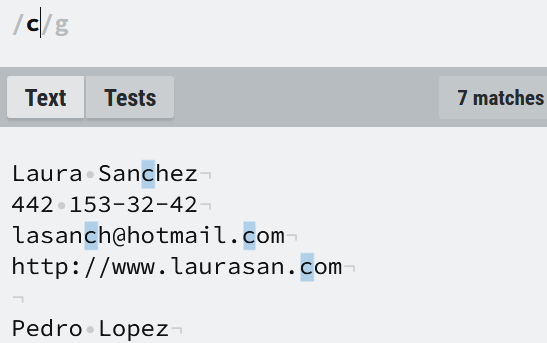 /c/g
Text Tests 7 matches
Laura Sanchez
442 153-32-42
lasanch@hotmail.com
http://www.laurasan.com
Pedro Lopez